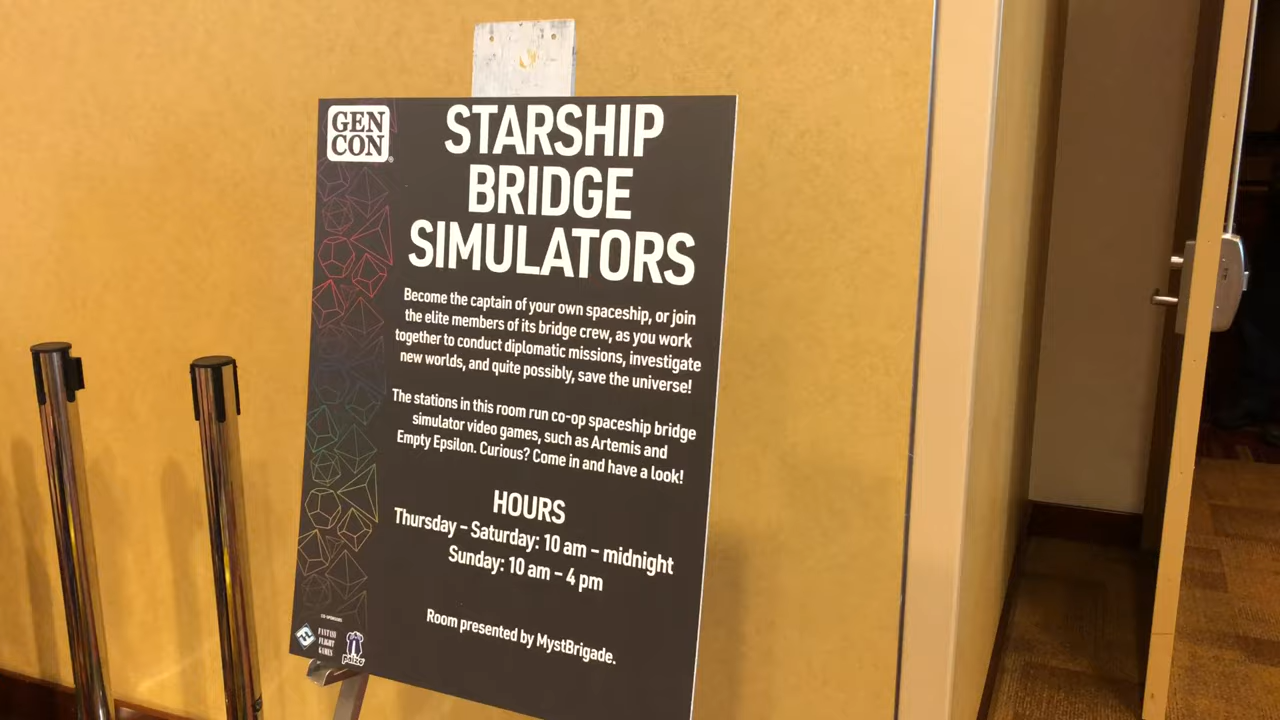 GEN
CON
STARSHIP
BRIDGE
SIMULATORS
Become the captain of your own spaceship, or join
the elite members of its bridge crew, as you work
together to conduct diplomatic missions, investigate
new worlds, and quite possibly, save the universe!
The stations in this room run co-op spaceship bridge
simulator video games, such as Artemis and
Empty Epsilon. Curious? Come in and have a look!
HOURS
Thursday – Saturday: 10 am – midnight
Sunday: 10 am – 4 pm
Room presented by MystBrigade.
FANTASY
FLIGHT
GAMES
paizo